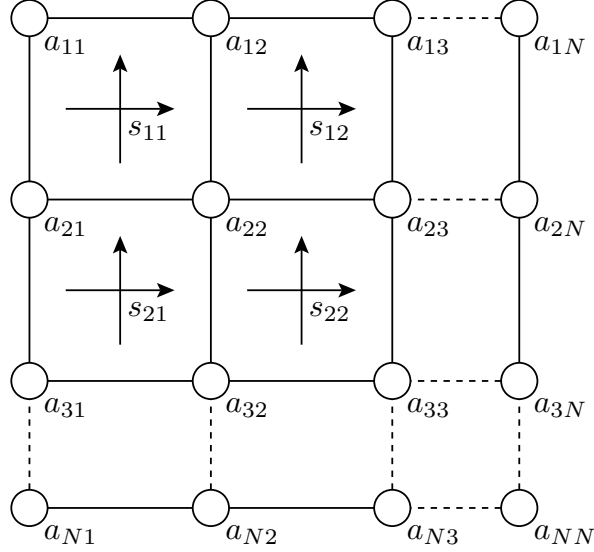 a11 a12 a13 a1N
s11 s12
a21 a22 a23 a2N
s21 s22
a31 a32 a33 a3N
aN1 aN2 aN3 aNN